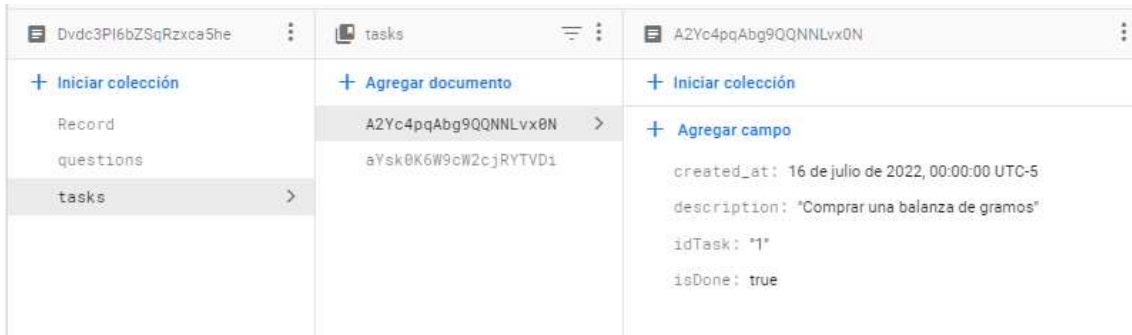 Dvdc3Pl6bZSqRzxca5he
+ Iniciar colección
Record
questions
tasks
tasks
+ Agregar documento
A2Yc4pqAbg9QQNNLvx0N
aYsk0K6W9cW2cjRYTVDi
A2Yc4pqAbg9QQNNLvx0N
+ Iniciar colección
+ Agregar campo
created_at: 16 de julio de 2022, 00:00:00 UTC-5
description: "Comprar una balanza de gramos"
idTask: "1"
isDone: true